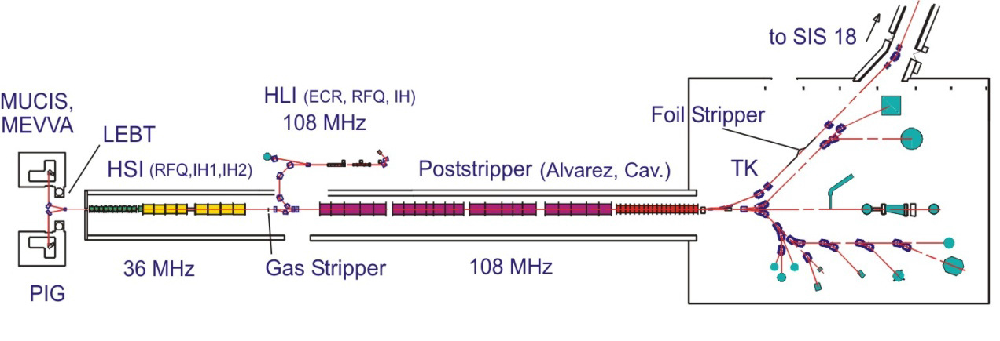 to SIS 18
MUCIS,
MEVVA
LEBT
HLI (ECR, RFQ, IH)
108 MHz
Foil Stripper
HSI (RFQ,IH1,IH2)
Poststripper (Alvarez, Cav.)
TK
36 MHz
Gas Stripper
108 MHz
PIG